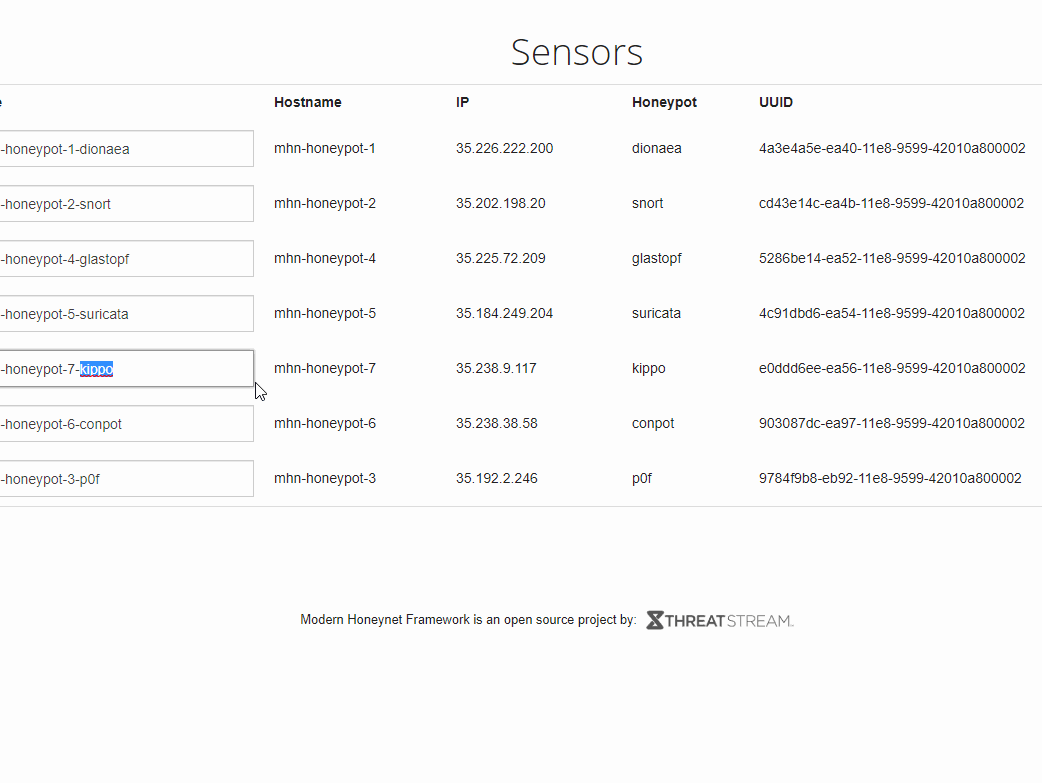 Sensors
e Hostname IP Honeypot UUID
-honeypot-1-dionaea mhn-honeypot-1 35.226.222.200 dionaea 4a3e4a5e-ea40-11e8-9599-42010a800002
-honeypot-2-snort mhn-honeypot-2 35.202.198.20 snort cd43e14c-ea4b-11e8-9599-42010a800002
-honeypot-4-glastopf mhn-honeypot-4 35.225.72.209 glastopf 5286be14-ea52-11e8-9599-42010a800002
-honeypot-5-suricata mhn-honeypot-5 35.184.249.204 suricata 4c91dbd6-ea54-11e8-9599-42010a800002
-honeypot-7-kippo mhn-honeypot-7 35.238.9.117 kippo e0ddd6ee-ea56-11e8-9599-42010a800002
-honeypot-6-conpot mhn-honeypot-6 35.238.38.58 conpot 903087dc-ea97-11e8-9599-42010a800002
-honeypot-3-p0f mhn-honeypot-3 35.192.2.246 p0f 9784f9b8-eb92-11e8-9599-42010a800002
Modern Honeynet Framework is an open source project by: THREATSTREAM